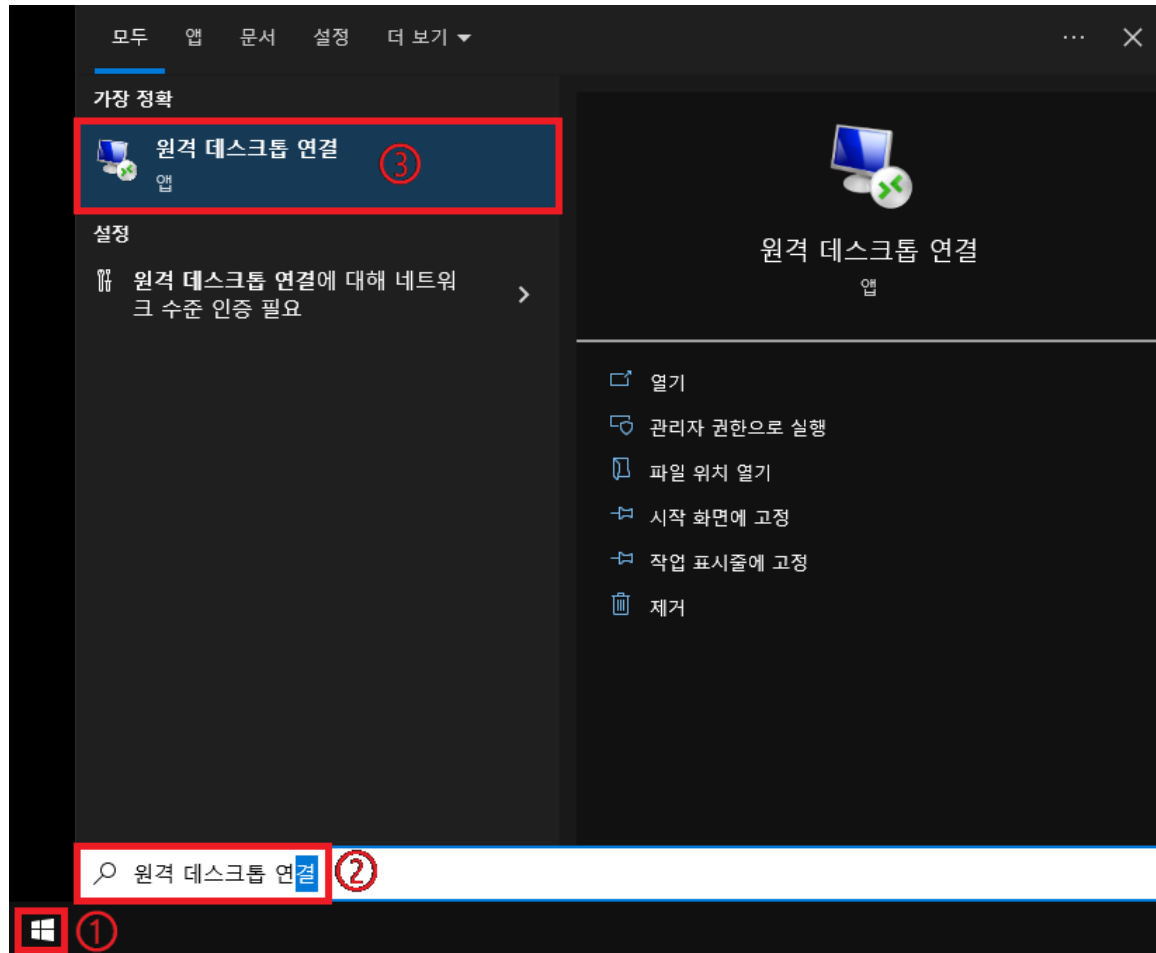 모두 앱 문서 설정 더 보기
가장 정확
원격 데스크톱 연결
앱
③
설정
원격 데스크톱 연결에 대해 네트워
크 수준 인증 필요
원격 데스크톱 연결
앱
열기
관리자 권한으로 실행
파일 위치 열기
시작 화면에 고정
작업 표시줄에 고정
제거
원격 데스크톱 연결 ②
①